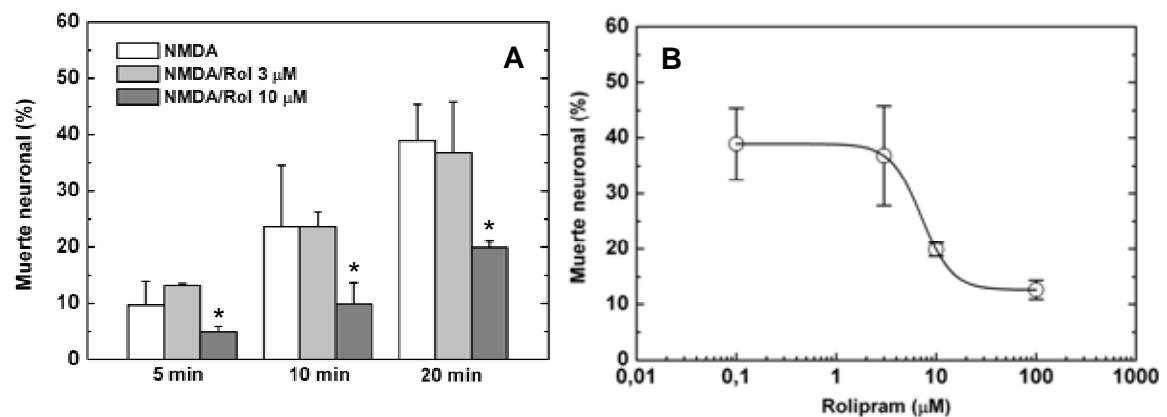 A
Muerte neuronal (%)
60
50
40
30
20
10
0
NMDA
NMDA/Rol 3 µM
NMDA/Rol 10 µM
*
*
*
5 min
10 min
20 min
B
Muerte neuronal (%)
60
50
40
30
20
10
0
0,01
0,1
1
10
100
1000
Rolipram (µM)